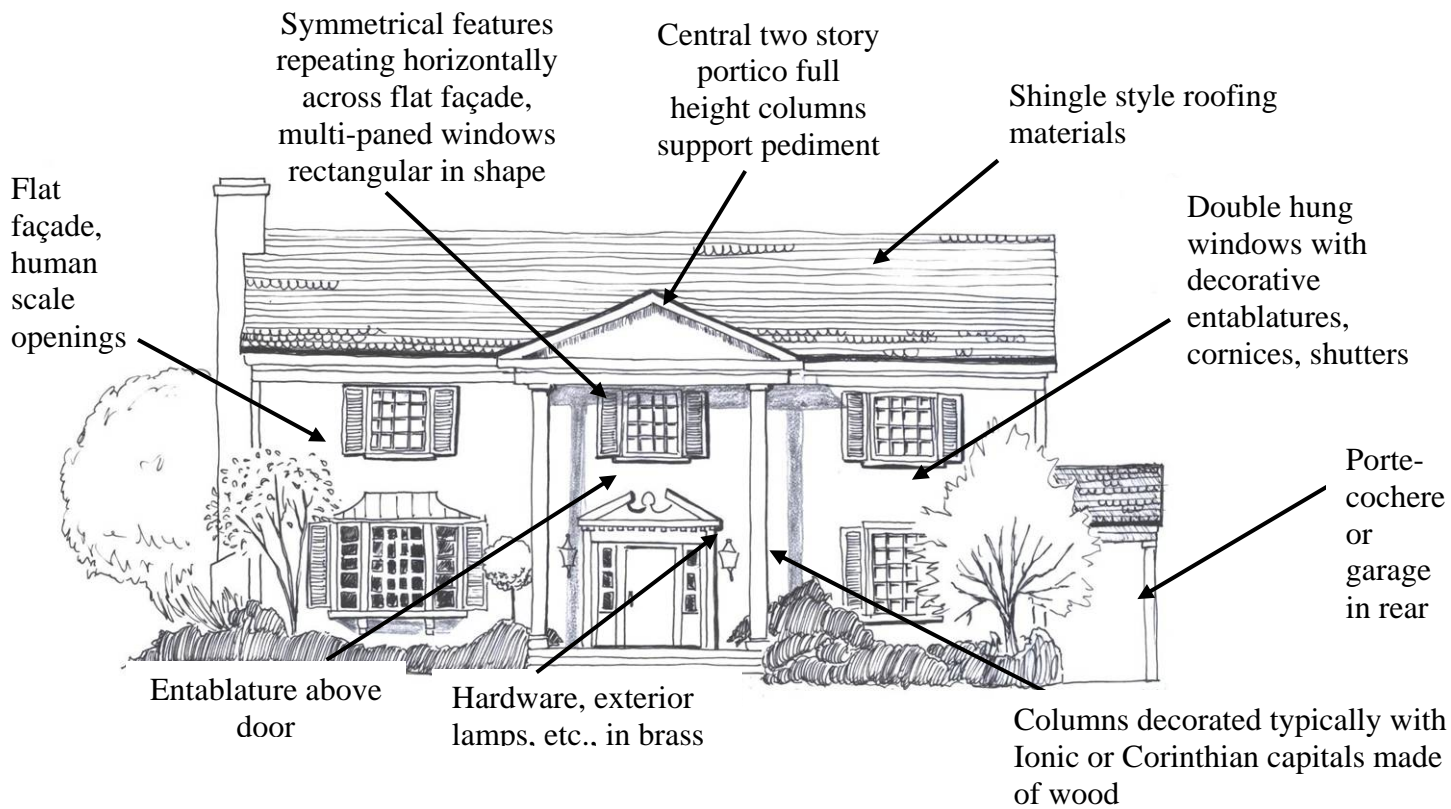 Symmetrical features
repeating horizontally
across flat façade,
multi-paned windows
rectangular in shape
Central two story
portico full
height columns
support pediment
Shingle style roofing
materials
Flat
façade,
human
scale
openings
Double hung
windows with
decorative
entablatures,
cornices, shutters
Porte-
cochere
or
garage
in rear
Entablature above
door
Hardware, exterior
lamps, etc., in brass
Columns decorated typically with
Ionic or Corinthian capitals made
of wood